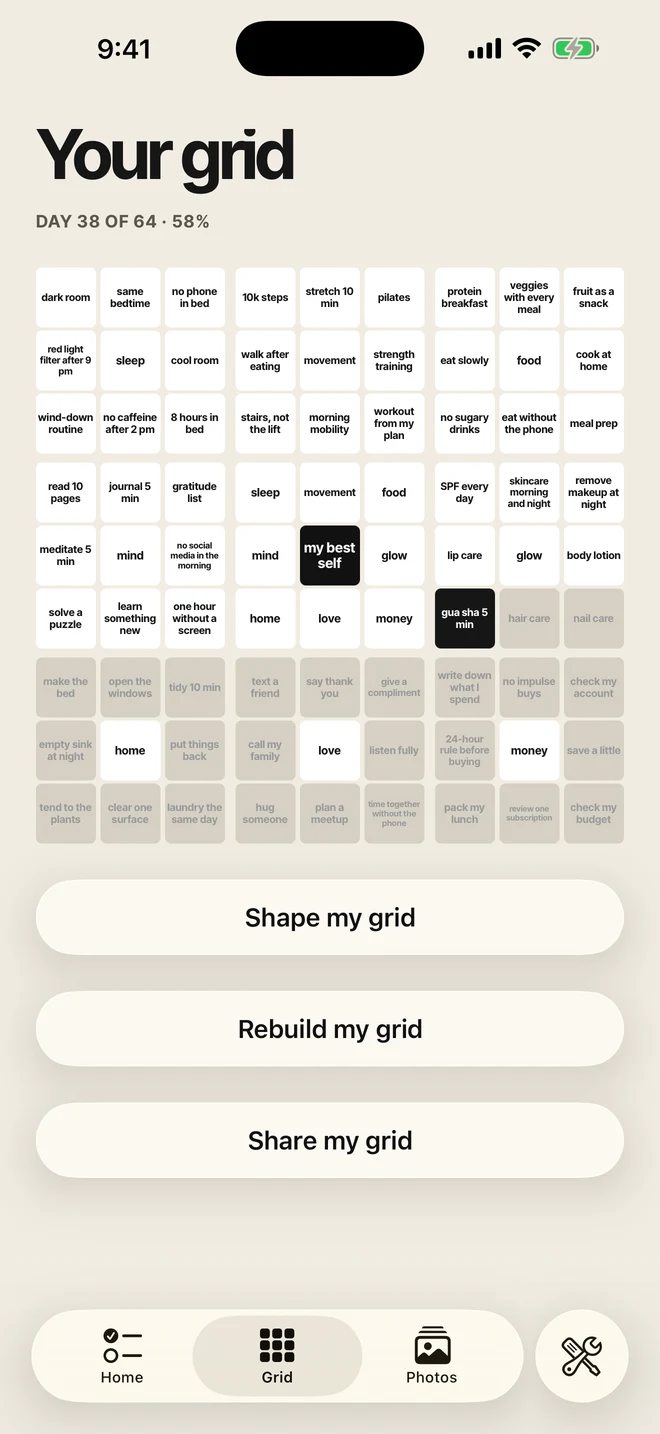 9:41
Your grid
DAY 38 OF 64 · 58%
dark room
same
bedtime
no phone
in bed
10k steps
stretch 10
min
pilates
protein
breakfast
veggies
with every
meal
fruit as a
snack
red light
filter after 9
pm
sleep
cool room
walk after
eating
movement
strength
training
eat slowly
food
cook at
home
wind-down
routine
no caffeine
after 2 pm
8 hours in
bed
stairs, not
the lift
morning
mobility
workout
from my
plan
no sugary
drinks
eat without
the phone
meal prep
read 10
pages
journal 5
min
gratitude
list
sleep
movement
food
SPF every
day
skincare
morning
and night
remove
makeup at
night
meditate 5
min
mind
no social
media in the
morning
mind
my best
self
glow
lip care
glow
body lotion
solve a
puzzle
learn
something
new
one hour
without a
screen
home
love
money
gua sha 5
min
hair care
nail care
make the
bed
open the
windows
tidy 10 min
text a
friend
say thank
you
give a
compliment
write down
what I
spend
no impulse
buys
check my
account
empty sink
at night
home
put things
back
call my
family
love
listen fully
24-hour
rule before
buying
money
save a little
tend to the
plants
clear one
surface
laundry the
same day
hug
someone
plan a
meetup
time together
without the
phone
pack my
lunch
review one
subscription
check my
budget
Shape my grid
Rebuild my grid
Share my grid
Home
Grid
Photos